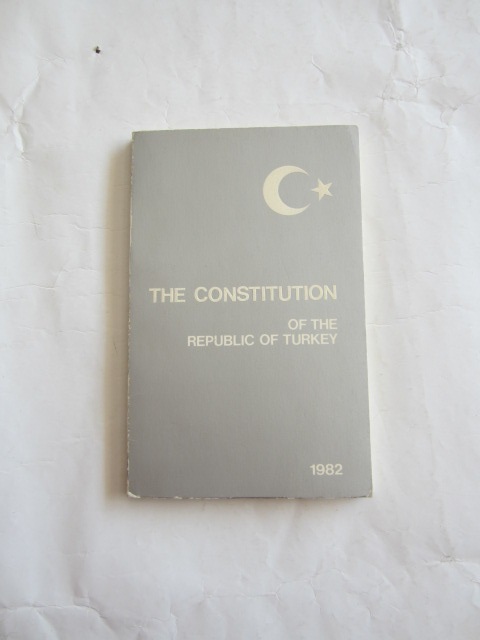 THE CONSTITUTION
OF THE
REPUBLIC OF TURKEY
1982